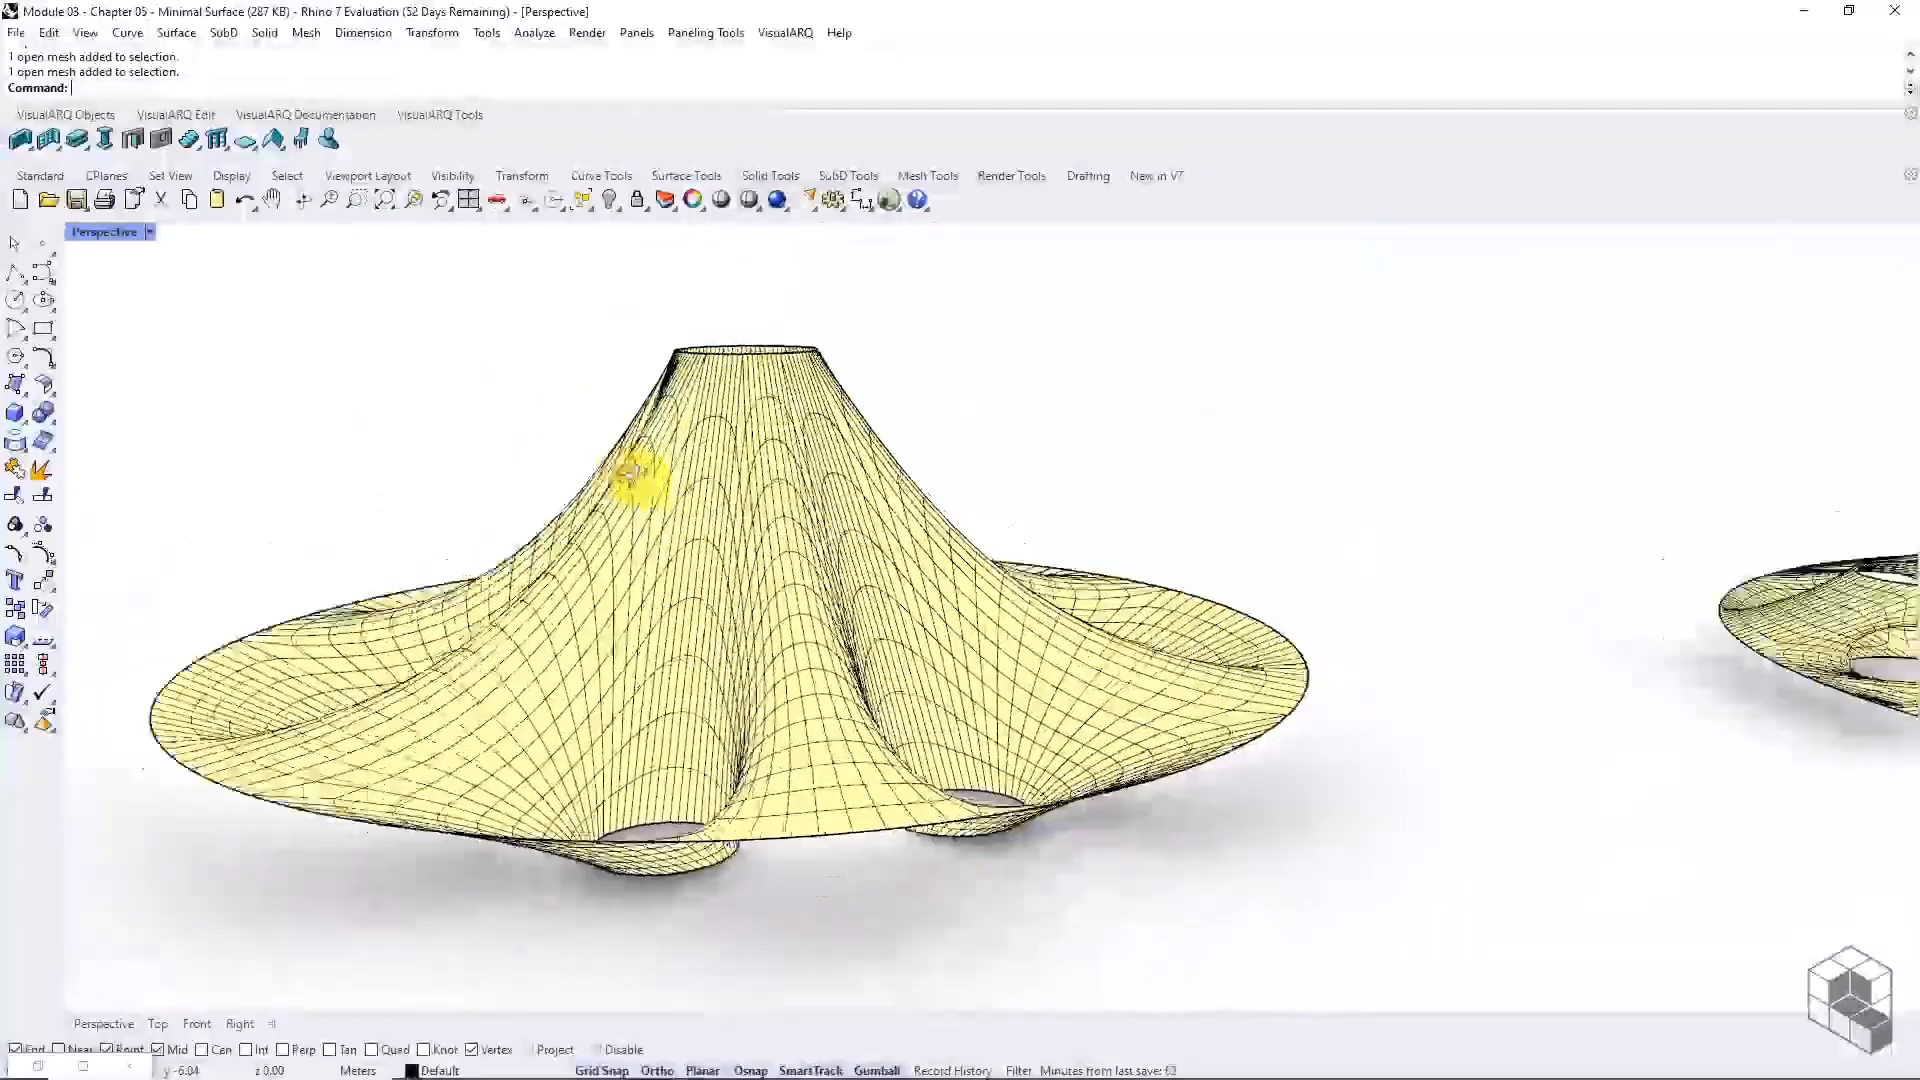 Module 03 - Chapter 05 - Minimal Surface (287 KB) - Rhino 7 Evaluation (52 Days Remaining) - [Perspective]
File Edit View Curve Surface SubD Solid Mesh Dimension Transform Tools Analyze Render Panels Paneling Tools VisualARQ Help
1 open mesh added to selection.
1 open mesh added to selection.
Command:
VisualARQ Objects VisualARQ Edit VisualARQ Documentation VisualARQ Tools
Standard CPlanes Set View Display Select Viewport Layout Visibility Transform Curve Tools Surface Tools Solid Tools SubD Tools Mesh Tools Render Tools Drafting New in V7
Perspective
Perspective Top Front Right
End Near Point Mid Cen Int Perp Tan Quad Knot Vertex Project Disable
y -6.04 z 0.00 Meters Default Grid Snap Ortho Planar Osnap SmartTrack Gumball Record History Filter Minutes from last save: